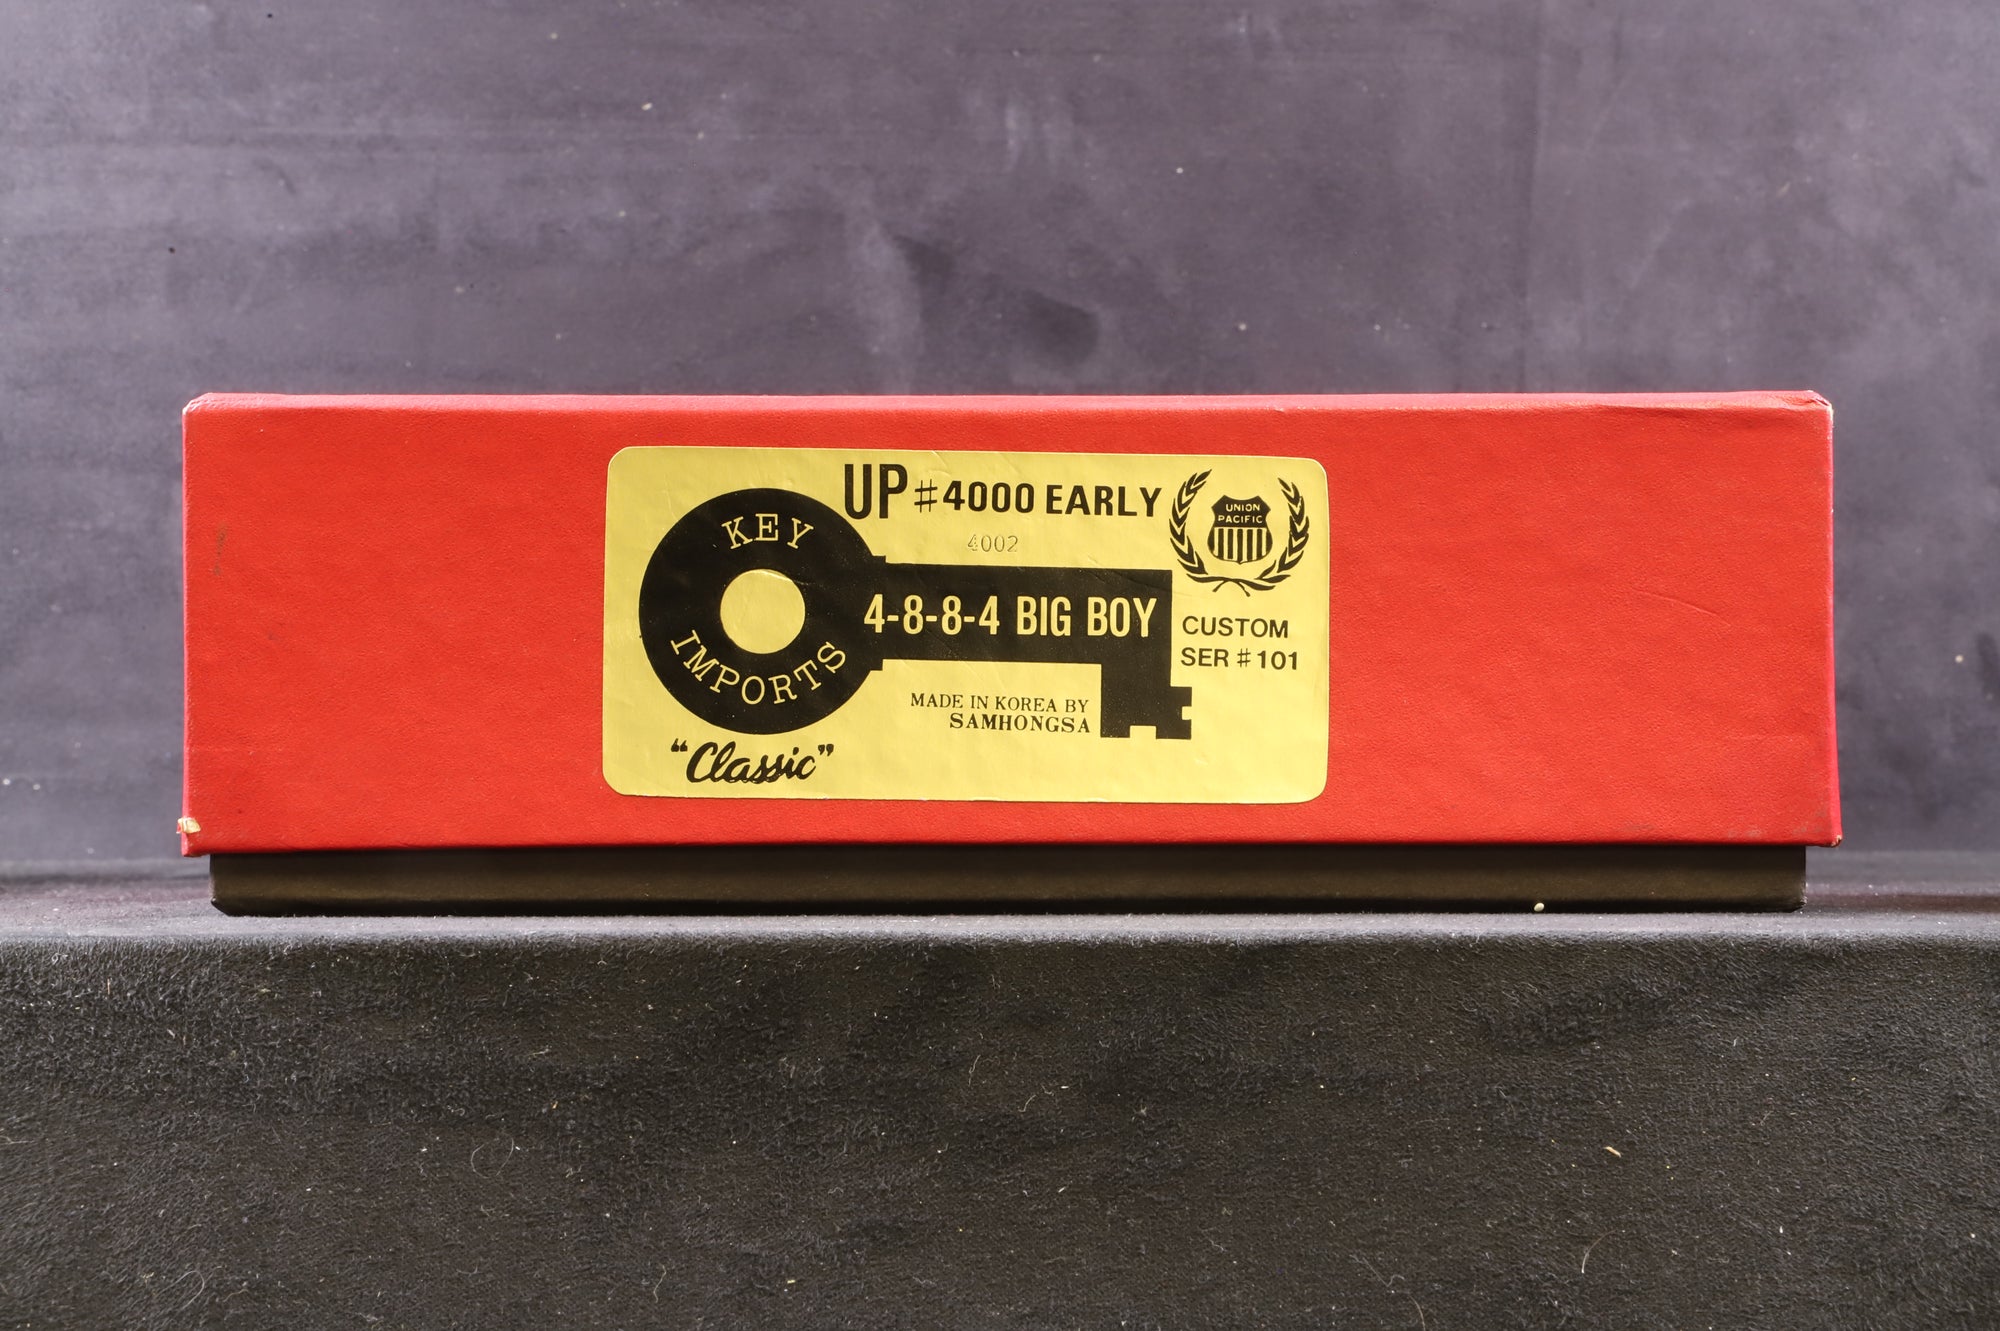 UP #4000 EARLY
4002
KEY
IMPORTS
4-8-8-4 BIG BOY
UNION
PACIFIC
CUSTOM
SER #101
MADE IN KOREA BY
SAMHONGSA
"Classic"